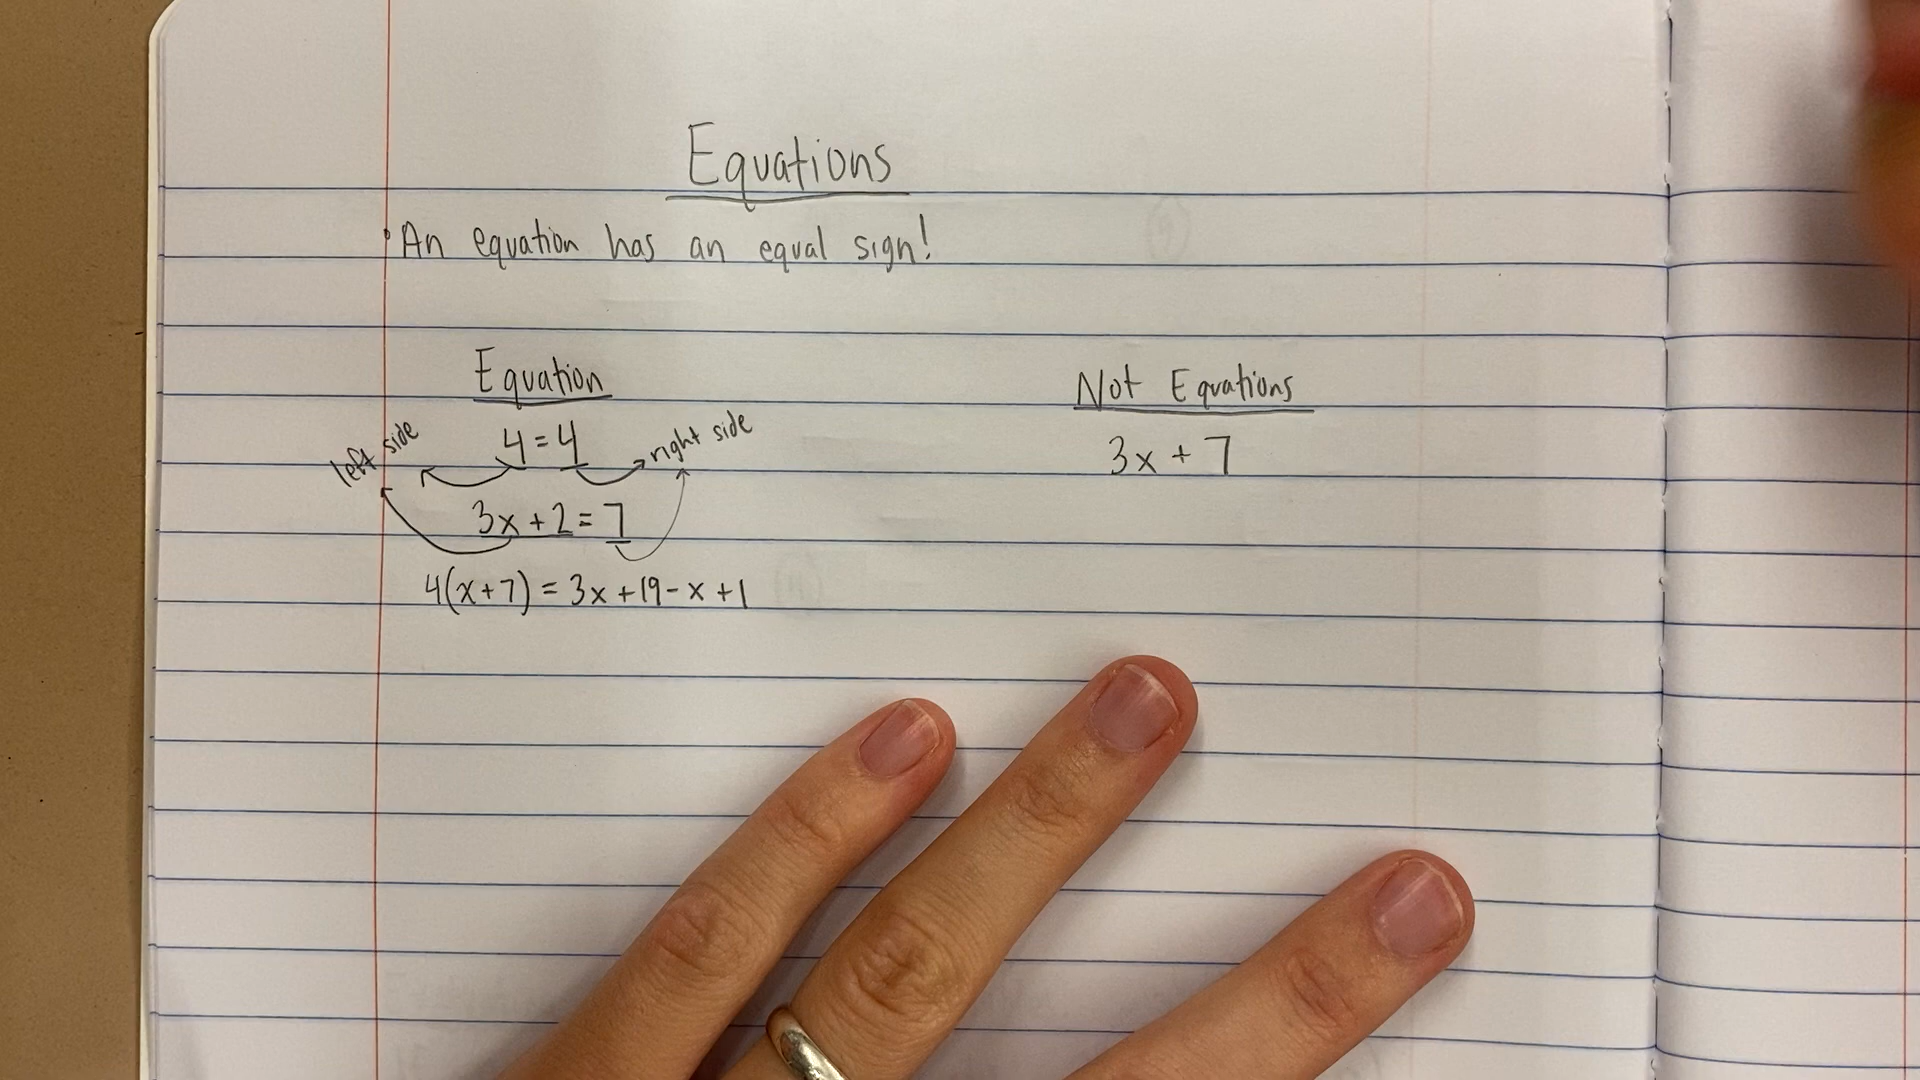 Equations
• An equation has an equal sign!
Equation
Not Equations
left side
4 = 4
right side
3x + 7
3x + 2 = 7
4(x+7) = 3x + 19 - x + 1